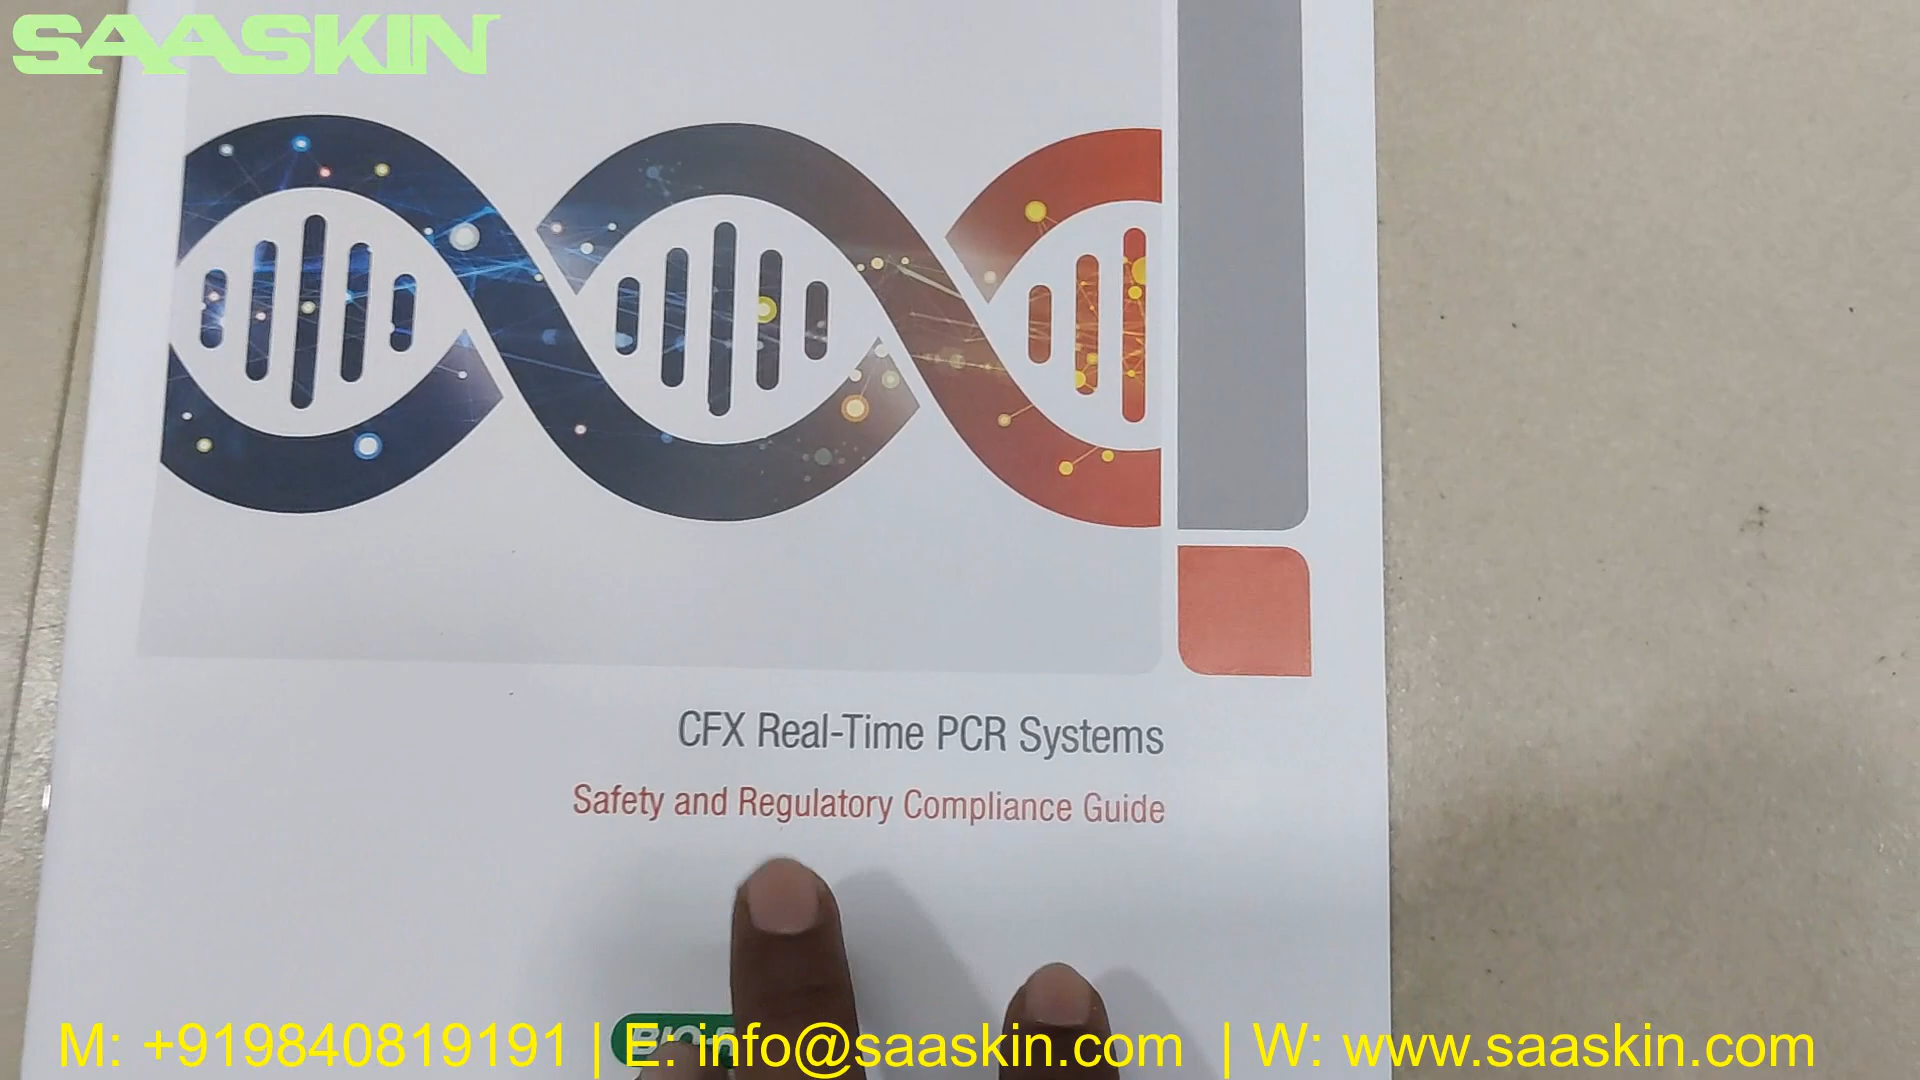 SAASKIN
CFX Real-Time PCR Systems
Safety and Regulatory Compliance Guide
M: +919840819191 | E: info@saaskin.com | W: www.saaskin.com